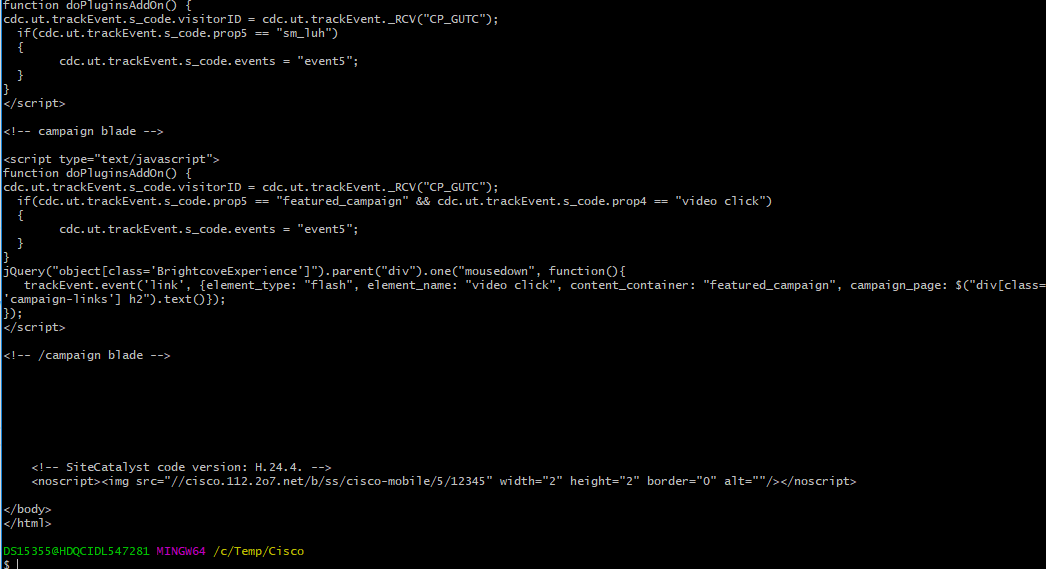 function doPluginsAddOn() {
cdc.ut.trackEvent.s_code.visitorID = cdc.ut.trackEvent._RCV("CP_GUTC");
  if(cdc.ut.trackEvent.s_code.prop5 == "sm_luh")
  {
        cdc.ut.trackEvent.s_code.events = "event5";
  }
}
</script>

<!-- campaign blade -->

<script type="text/javascript">
function doPluginsAddOn() {
cdc.ut.trackEvent.s_code.visitorID = cdc.ut.trackEvent._RCV("CP_GUTC");
  if(cdc.ut.trackEvent.s_code.prop5 == "featured_campaign" && cdc.ut.trackEvent.s_code.prop4 == "video click")
  {
        cdc.ut.trackEvent.s_code.events = "event5";
  }
}
jQuery("object[class='BrightcoveExperience']").parent("div").one("mousedown", function(){
   trackEvent.event('link', {element_type: "flash", element_name: "video click", content_container: "featured_campaign", campaign_page: $("div[class=
'campaign-links'] h2").text()});
});
</script>

<!-- /campaign blade -->

    <!-- SiteCatalyst code version: H.24.4. -->
    <noscript><img src="//cisco.112.2o7.net/b/ss/cisco-mobile/5/12345" width="2" height="2" border="0" alt=""/></noscript>

</body>
</html>

DS15355@HDQCIDL547281 MINGW64 /c/Temp/Cisco
$